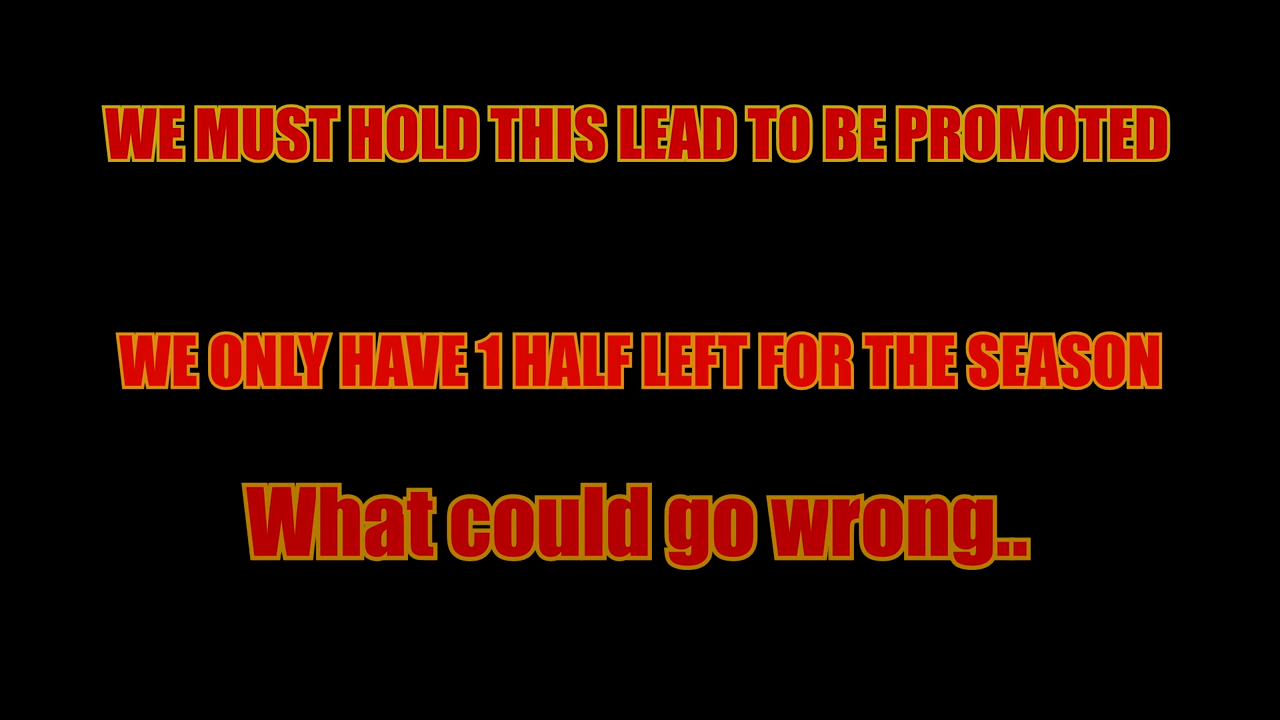 WE MUST HOLD THIS LEAD TO BE PROMOTED
WE ONLY HAVE 1 HALF LEFT FOR THE SEASON
What could go wrong..